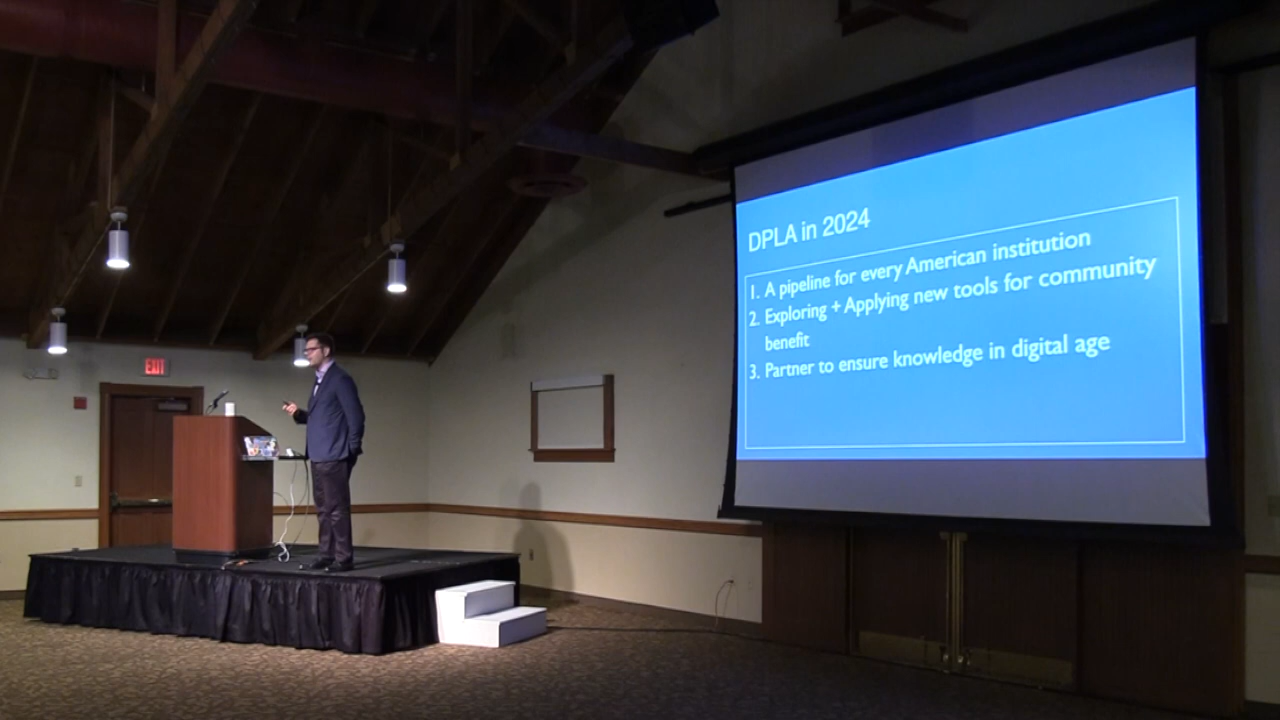 EXIT
DPLA in 2024
1. A pipeline for every American institution
2. Exploring + Applying new tools for community
benefit
3. Partner to ensure knowledge in digital age